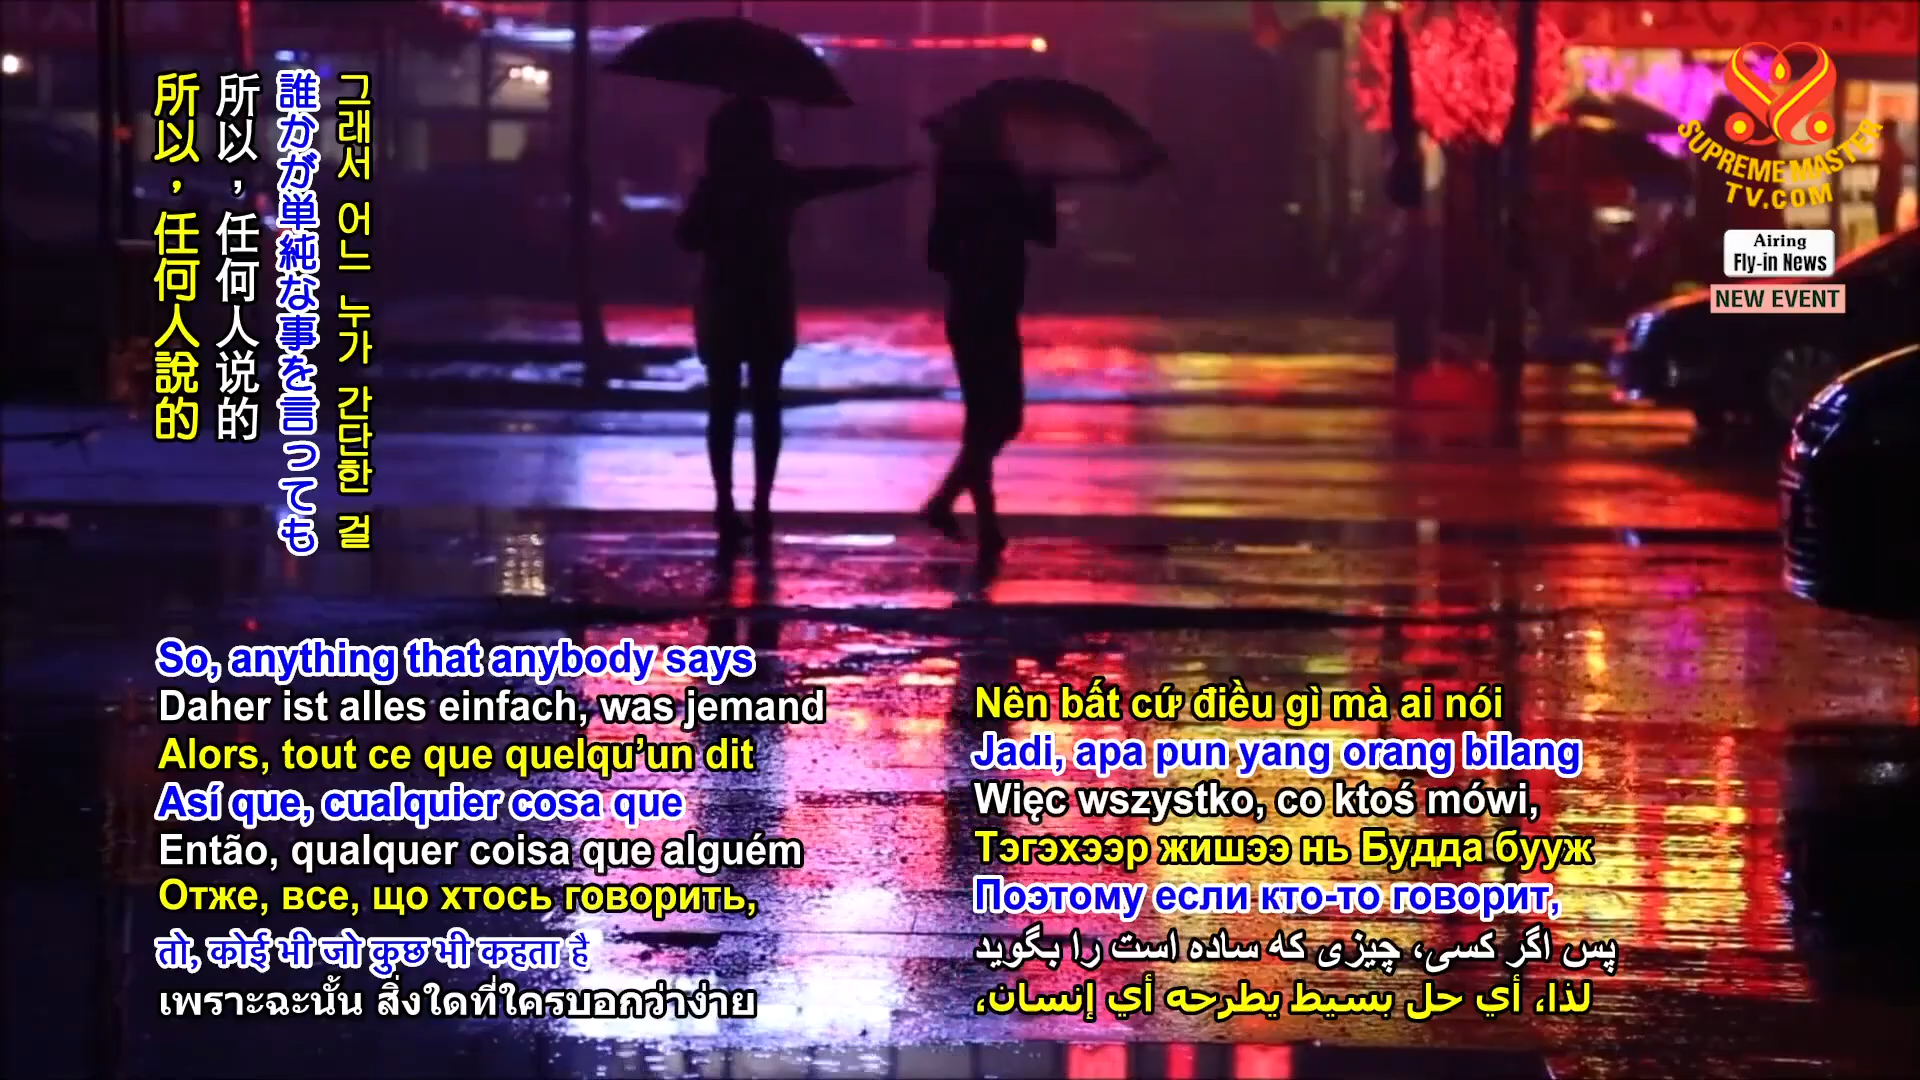 所以，任何人說的
所以，任何人说的
誰かが単純な事を言っても
그래서 어느 누가 간단한 걸
SUPREME MASTER
TV.COM
Airing
Fly-in News
NEW EVENT
So, anything that anybody says
Daher ist alles einfach, was jemand
Alors, tout ce que quelqu’un dit
Así que, cualquier cosa que
Então, qualquer coisa que alguém
Отже, все, що хтось говорить,
तो, कोई भी जो कुछ भी कहता है
เพราะฉะนั้น สิ่งใดที่ใครบอกว่าง่าย
Nên bất cứ điều gì mà ai nói
Jadi, apa pun yang orang bilang
Więc wszystko, co ktoś mówi,
Тэгэхээр жишээ нь Будда бууж
Поэтому если кто-то говорит,
پس اگر کسی، چیزی که ساده است را بگوید
لذا، أي حل بسيط يطرحه أي إنسان،